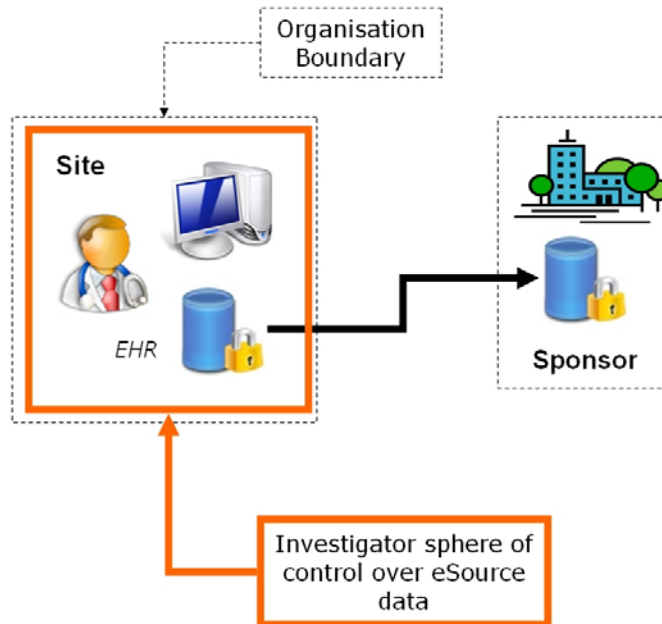 Organisation
Boundary
Site
EHR
Sponsor
Investigator sphere of
control over eSource
data